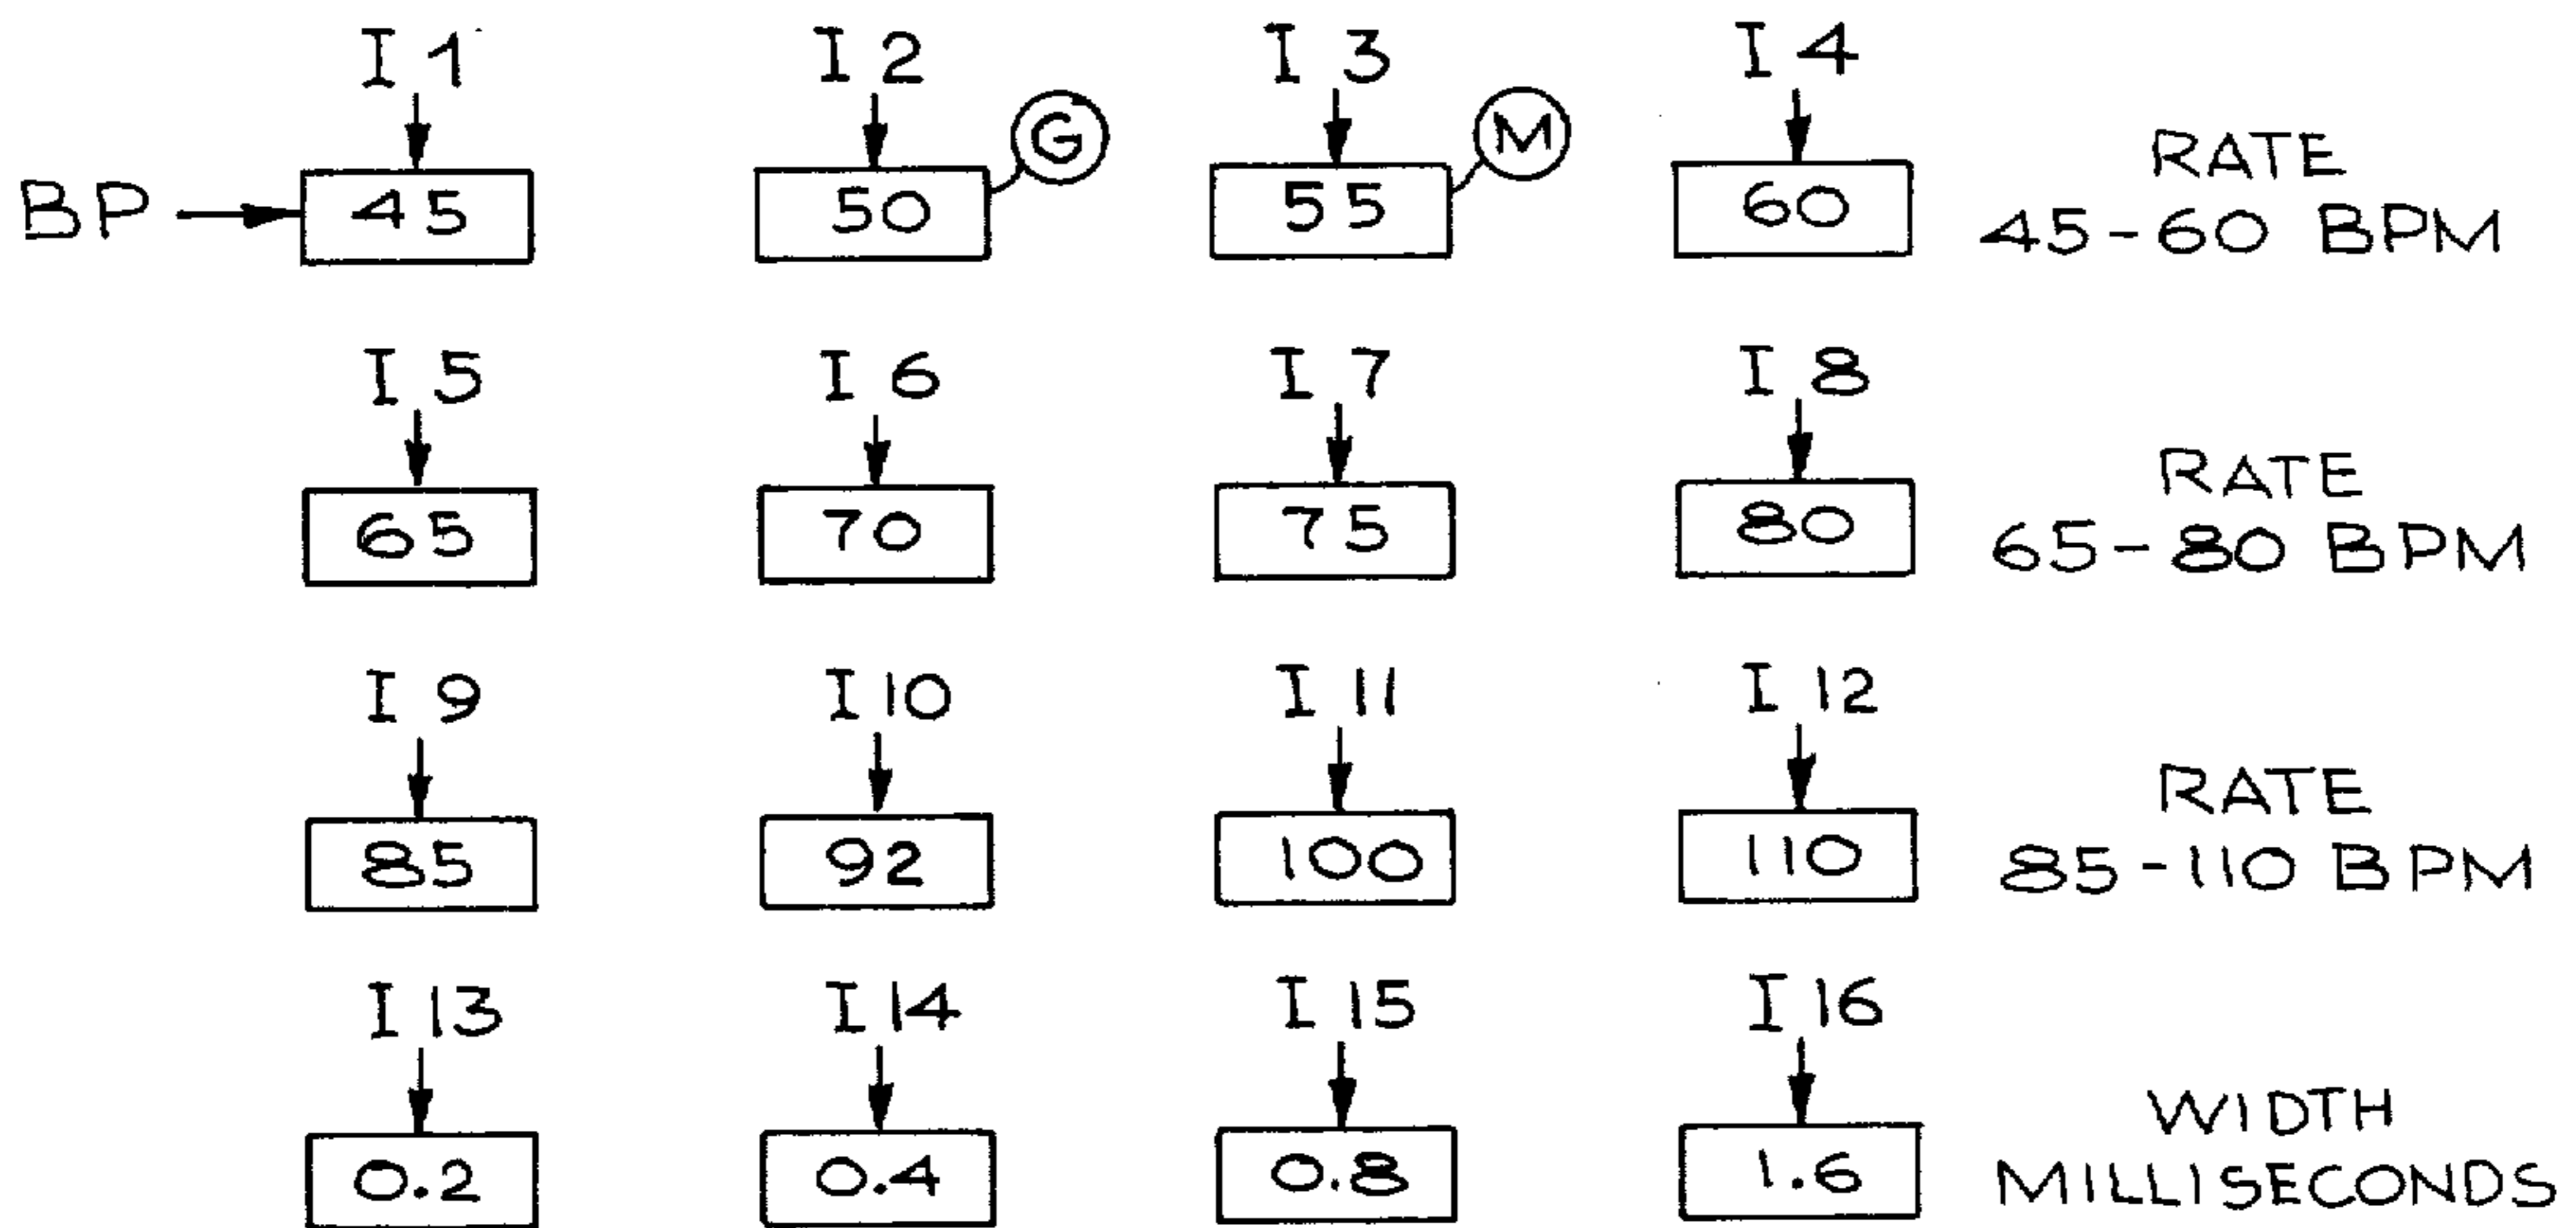 I 1 I 2 I 3 I 4
G M
BP 45 50 55 60 RATE
45-60 BPM
I 5 I 6 I 7 I 8
65 70 75 80 RATE
65-80 BPM
I 9 I 10 I 11 I 12
85 92 100 110 RATE
85-110 BPM
I 13 I 14 I 15 I 16
0.2 0.4 0.8 1.6 WIDTH
MILLISECONDS